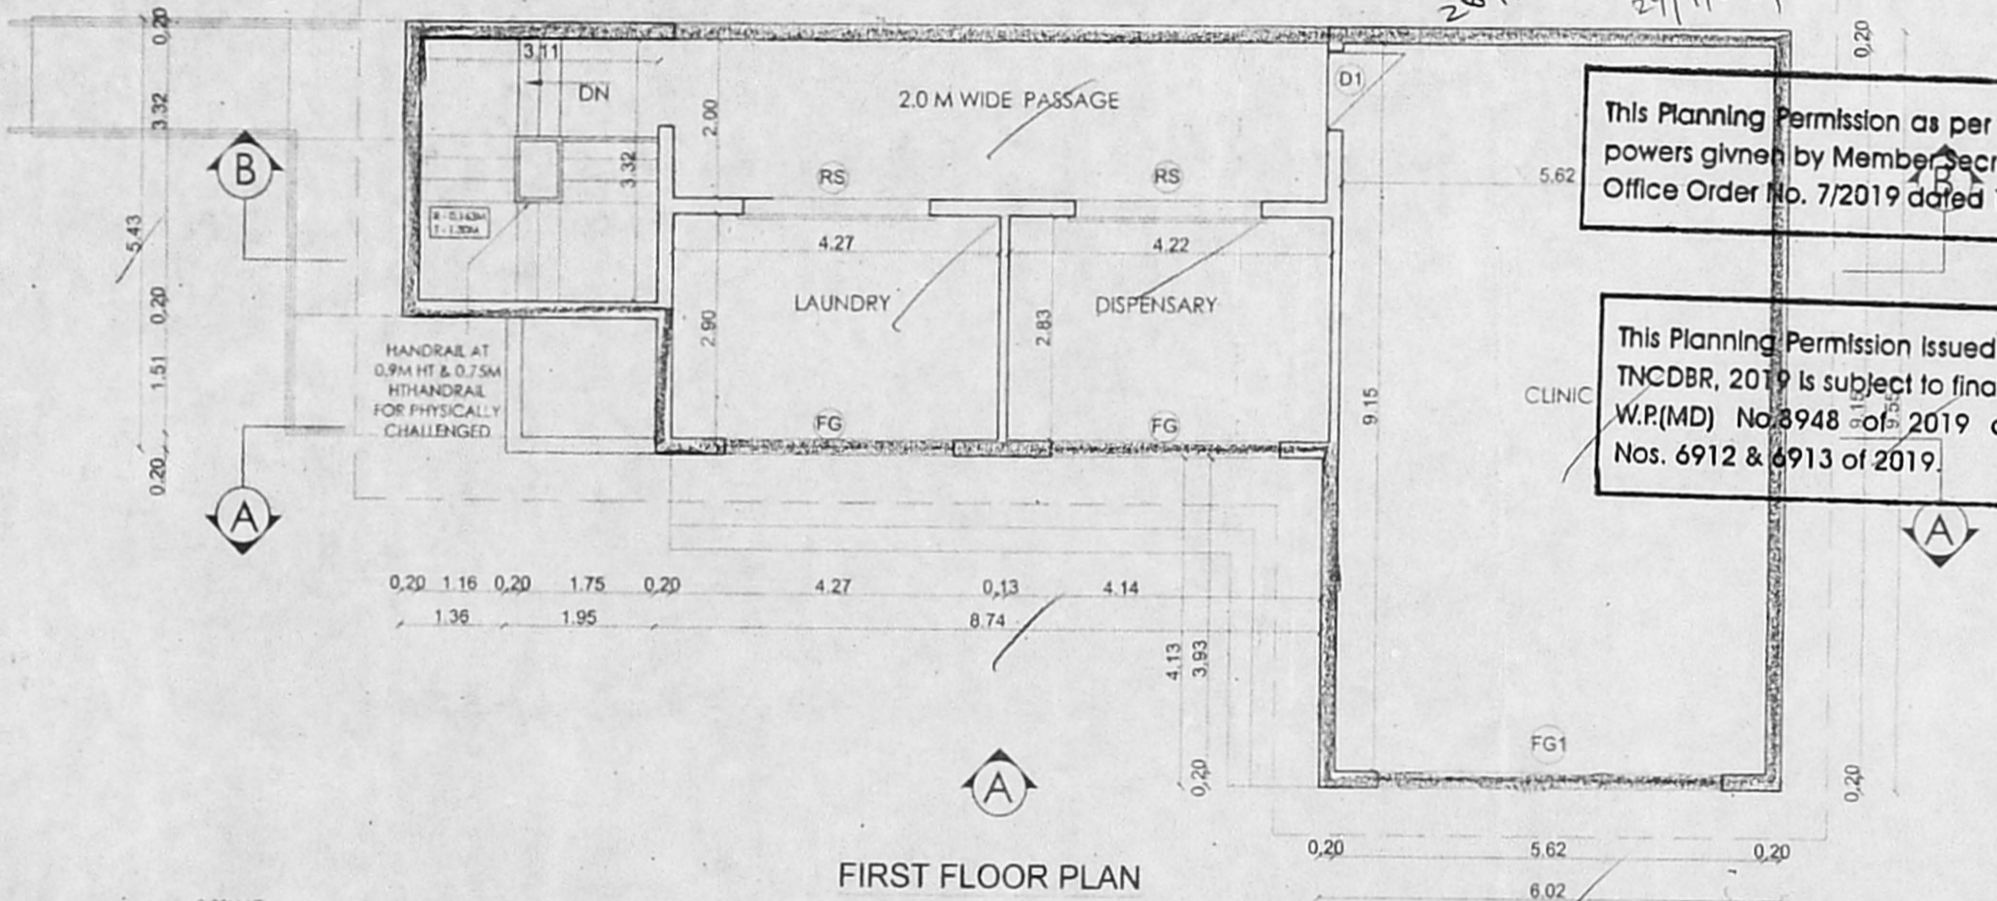 0.20
3.11
DN
2.0 M WIDE PASSAGE
D1
0.20
3.32
2.00
3.32
RS
RS
5.62
This Planning Permission as per
powers givnen by Member Secr
Office Order No. 7/2019 dated
B
B
5.43
4.27
4.22
0.20
LAUNDRY
DISPENSARY
2.90
2.83
This Planning Permission issued
TNCDBR, 2019 is subject to fina
W.P.(MD) No.8948 of 2019
Nos. 6912 & 6913 of 2019.
HANDRAIL AT
0.9M HT & 0.75M
HTHANDRAIL
FOR PHYSICALLY
CHALLENGED
1.51
CLINIC
9.15
9.15
9.55
FG
FG
0.20
A
A
0.20 1.16 0.20 1.75 0.20 4.27 0.13 4.14
1.36 1.95 8.74
4.13
3.93
FG1
A
0.20
0.20
FIRST FLOOR PLAN
0.20 5.62 0.20
6.02